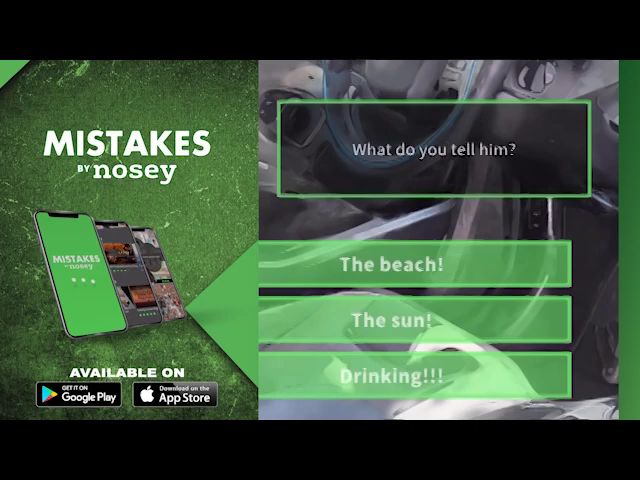 MISTAKES
BY nosey
MISTAKES
BY nosey
AVAILABLE ON
GET IT ON
Google Play
Download on the
App Store
What do you tell him?
The beach!
The sun!
Drinking!!!